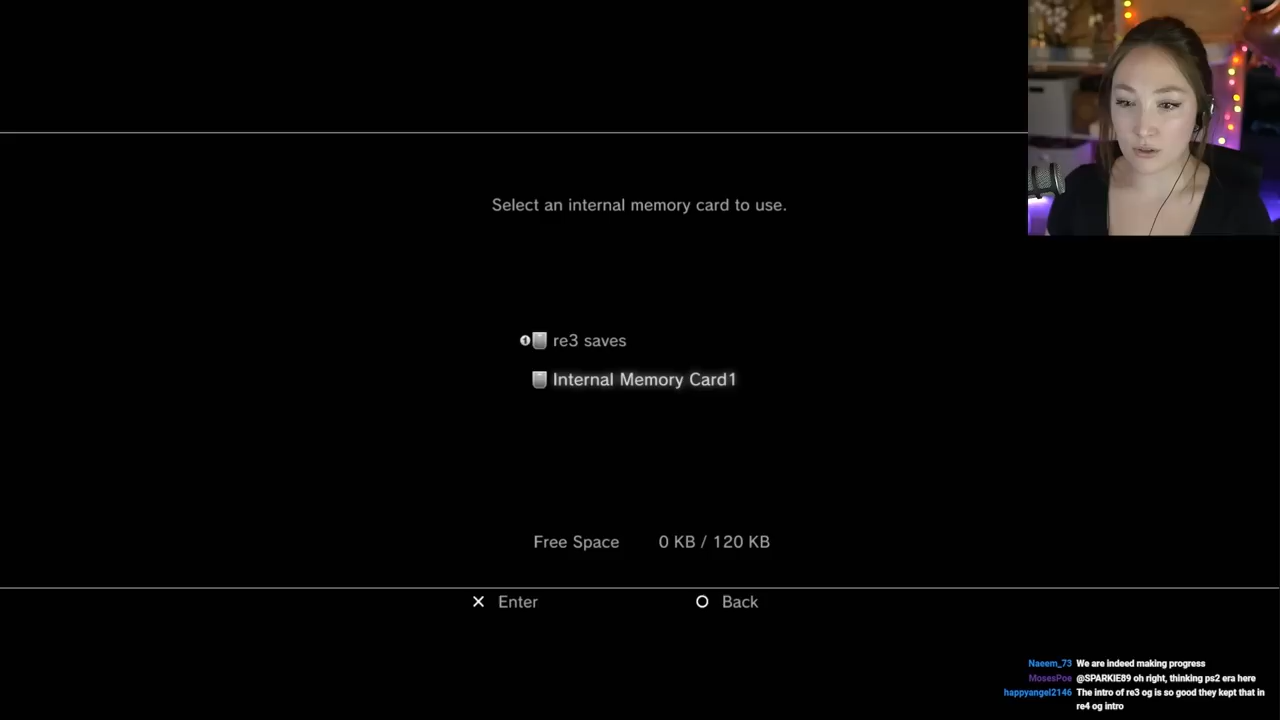 Select an internal memory card to use.
1 re3 saves
Internal Memory Card1
Free Space 0 KB / 120 KB
X Enter O Back
Naeem_73 We are indeed making progress
MosesPoe @SPARKIE89 oh right, thinking ps2 era here
happyangel2146 The intro of re3 og is so good they kept that in
re4 og intro